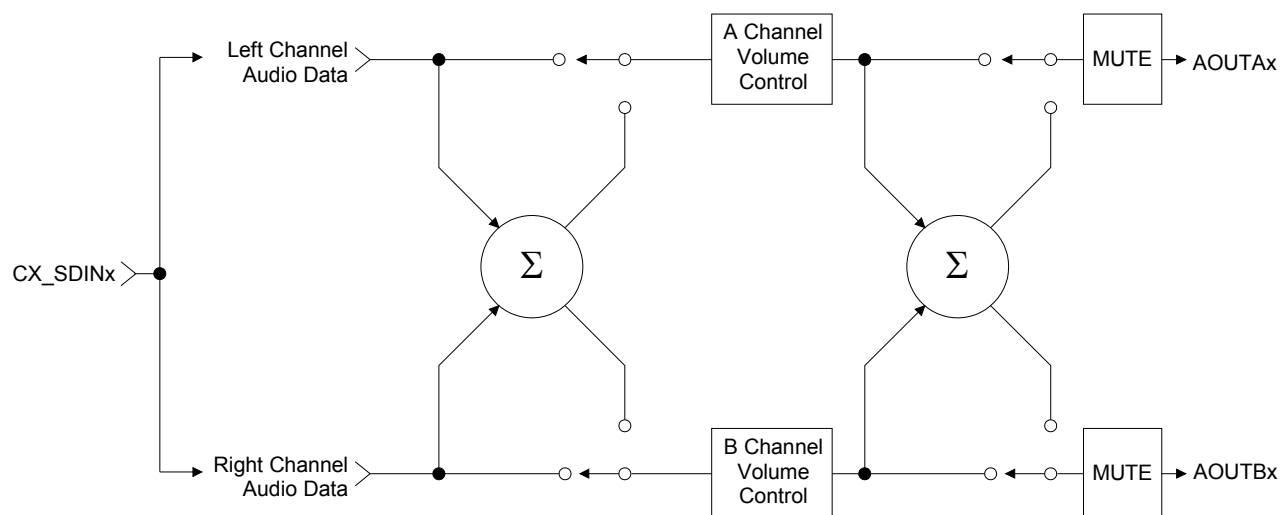 Left Channel
Audio Data
A Channel
Volume
Control
MUTE
AOUTAx
CX_SDINx
Σ
Σ
Right Channel
Audio Data
B Channel
Volume
Control
MUTE
AOUTBx